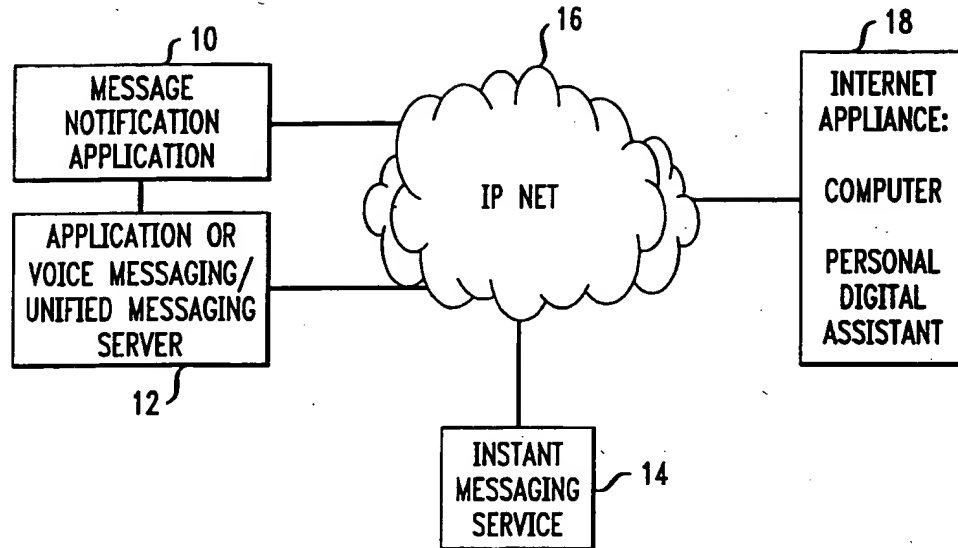 10
MESSAGE
NOTIFICATION
APPLICATION
APPLICATION OR
VOICE MESSAGING/
UNIFIED MESSAGING
SERVER
12
16
IP NET
INSTANT
MESSAGING
SERVICE
14
18
INTERNET
APPLIANCE:
COMPUTER
PERSONAL
DIGITAL
ASSISTANT